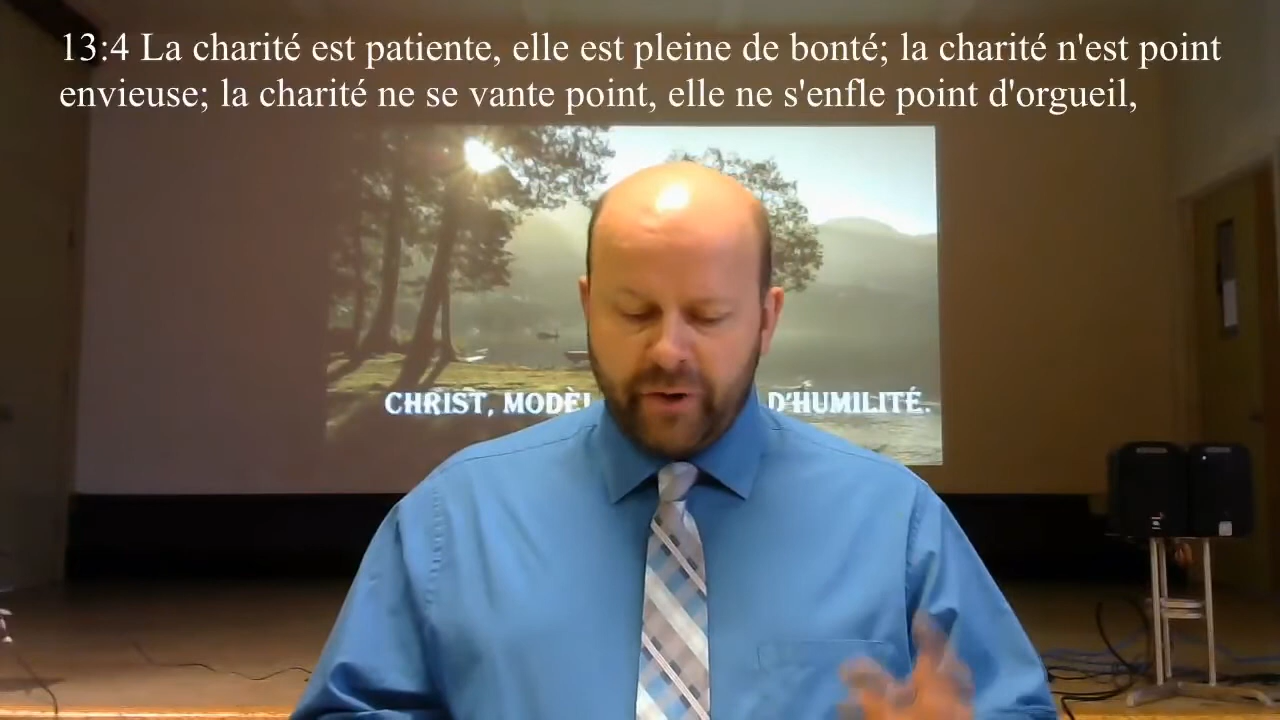 13:4 La charité est patiente, elle est pleine de bonté; la charité n'est point
envieuse; la charité ne se vante point, elle ne s'enfle point d'orgueil,
CHRIST, D'HUMILITÉ.